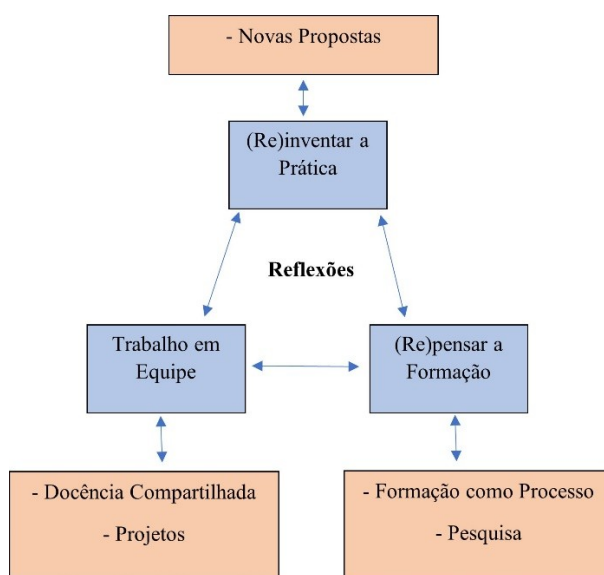 - Novas Propostas
(Re)inventar a
Prática
Reflexões
Trabalho em
Equipe
(Re)pensar a
Formação
- Docência Compartilhada
- Projetos
- Formação como Processo
- Pesquisa